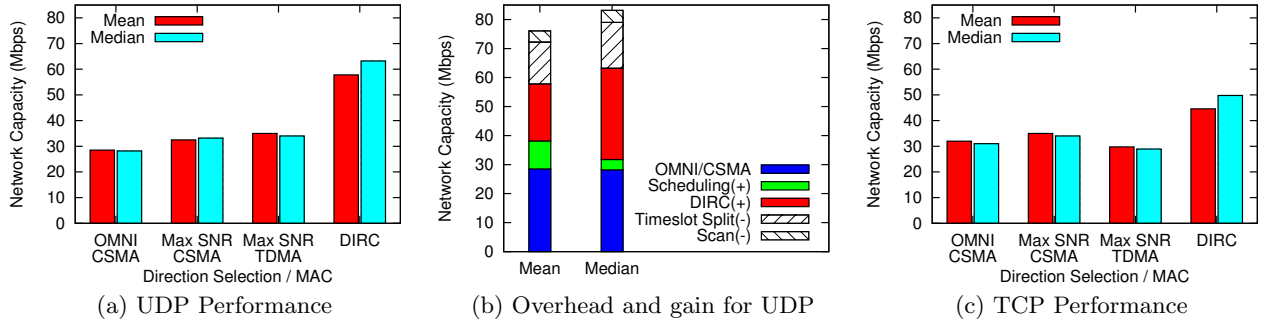 Network Capacity (Mbps)
80
70
60
50
40
30
20
10
0
Mean
Median
OMNI CSMA
Max SNR CSMA
Max SNR TDMA
DIRC
Direction Selection / MAC
(a) UDP Performance
Network Capacity (Mbps)
80
70
60
50
40
30
20
10
0
OMNI/CSMA
Scheduling(+)
DIRC(+)
Timeslot Split(-)
Scan(-)
Mean
Median
(b) Overhead and gain for UDP
Network Capacity (Mbps)
80
70
60
50
40
30
20
10
0
Mean
Median
OMNI CSMA
Max SNR CSMA
Max SNR TDMA
DIRC
Direction Selection / MAC
(c) TCP Performance